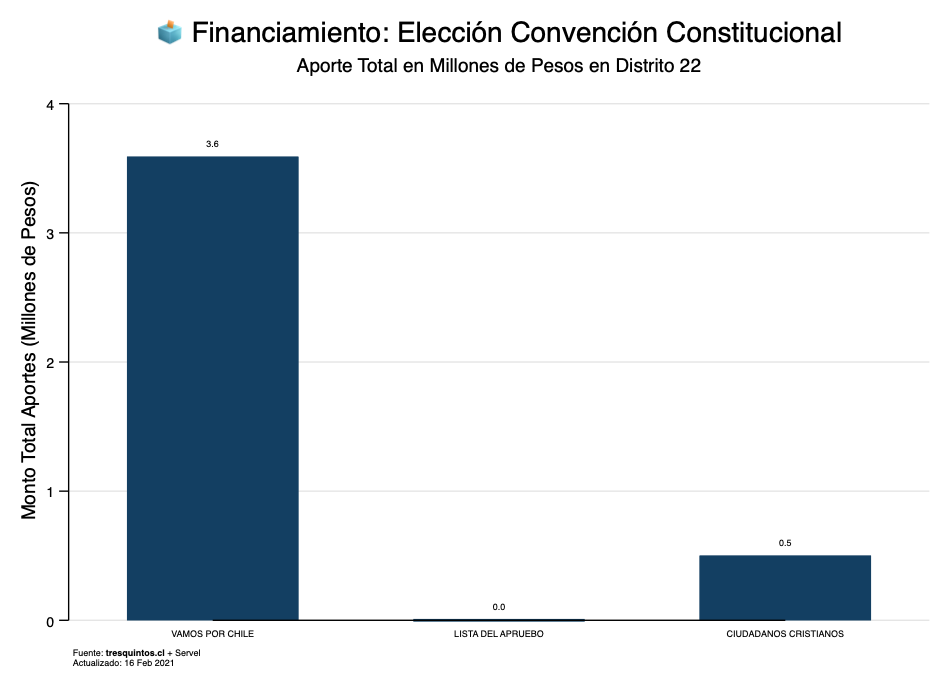 Financiamiento: Elección Convención Constitucional
Aporte Total en Millones de Pesos en Distrito 22
Monto Total Aportes (Millones de Pesos)
4
3
2
1
0
3.6
0.0
0.5
VAMOS POR CHILE
LISTA DEL APRUEBO
CIUDADANOS CRISTIANOS
Fuente: tresquintos.cl + Servel
Actualizado: 16 Feb 2021